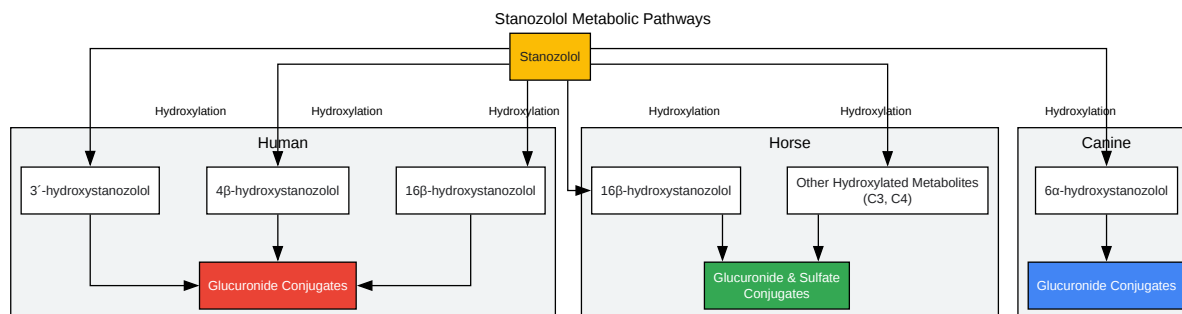 Stanozolol Metabolic Pathways
Stanozolol
Hydroxylation
Hydroxylation
Hydroxylation
Hydroxylation
Hydroxylation
Hydroxylation
Human
Horse
Canine
3´-hydroxystanozolol
4β-hydroxystanozolol
16β-hydroxystanozolol
16β-hydroxystanozolol
Other Hydroxylated Metabolites
(C3, C4)
6α-hydroxystanozolol
Glucuronide Conjugates
Glucuronide & Sulfate
Conjugates
Glucuronide Conjugates